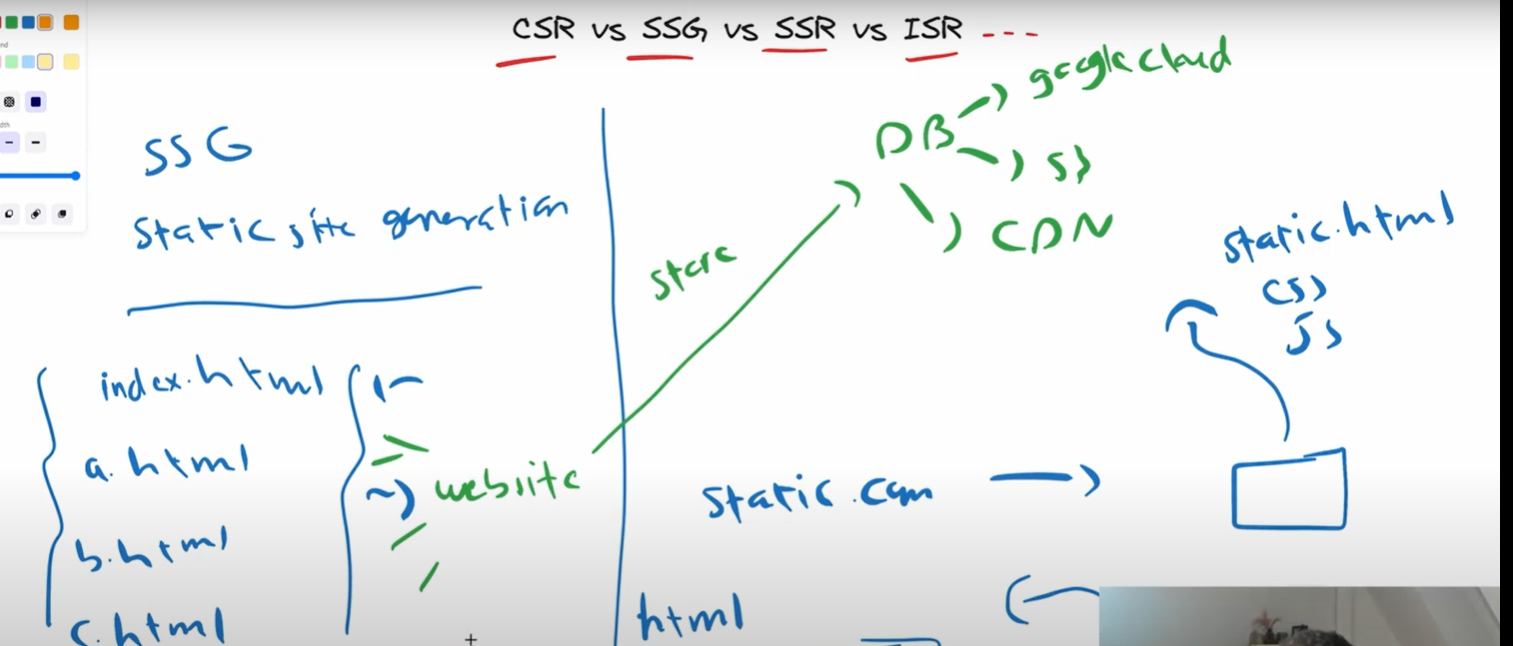 CSR vs SSG vs SSR vs ISR ---
SSG
static site generation
index.html
a.html
b.html
c.html
website
store
DB
google cloud
S3
CDN
static.com
html
static.html
css
js